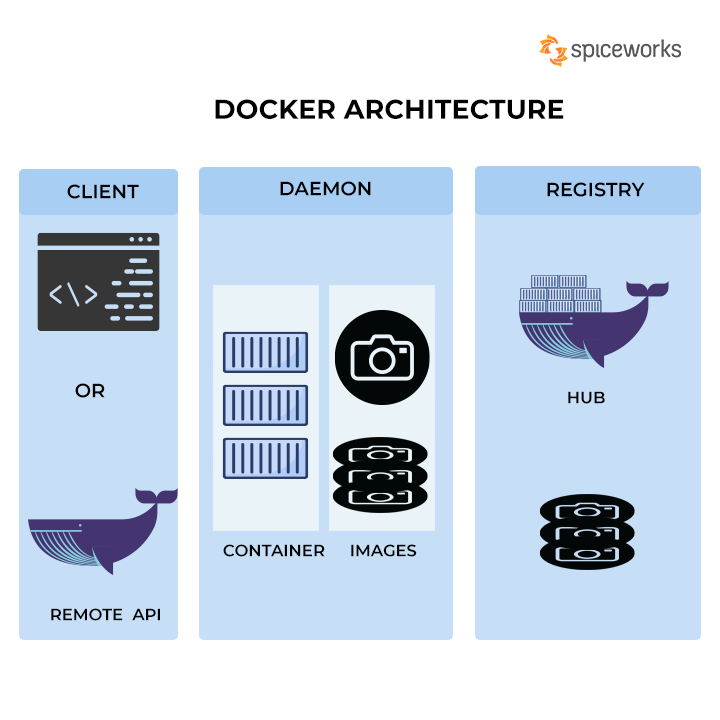 spiceworks
DOCKER ARCHITECTURE
CLIENT
</>
OR
REMOTE API
DAEMON
CONTAINER
IMAGES
REGISTRY
HUB